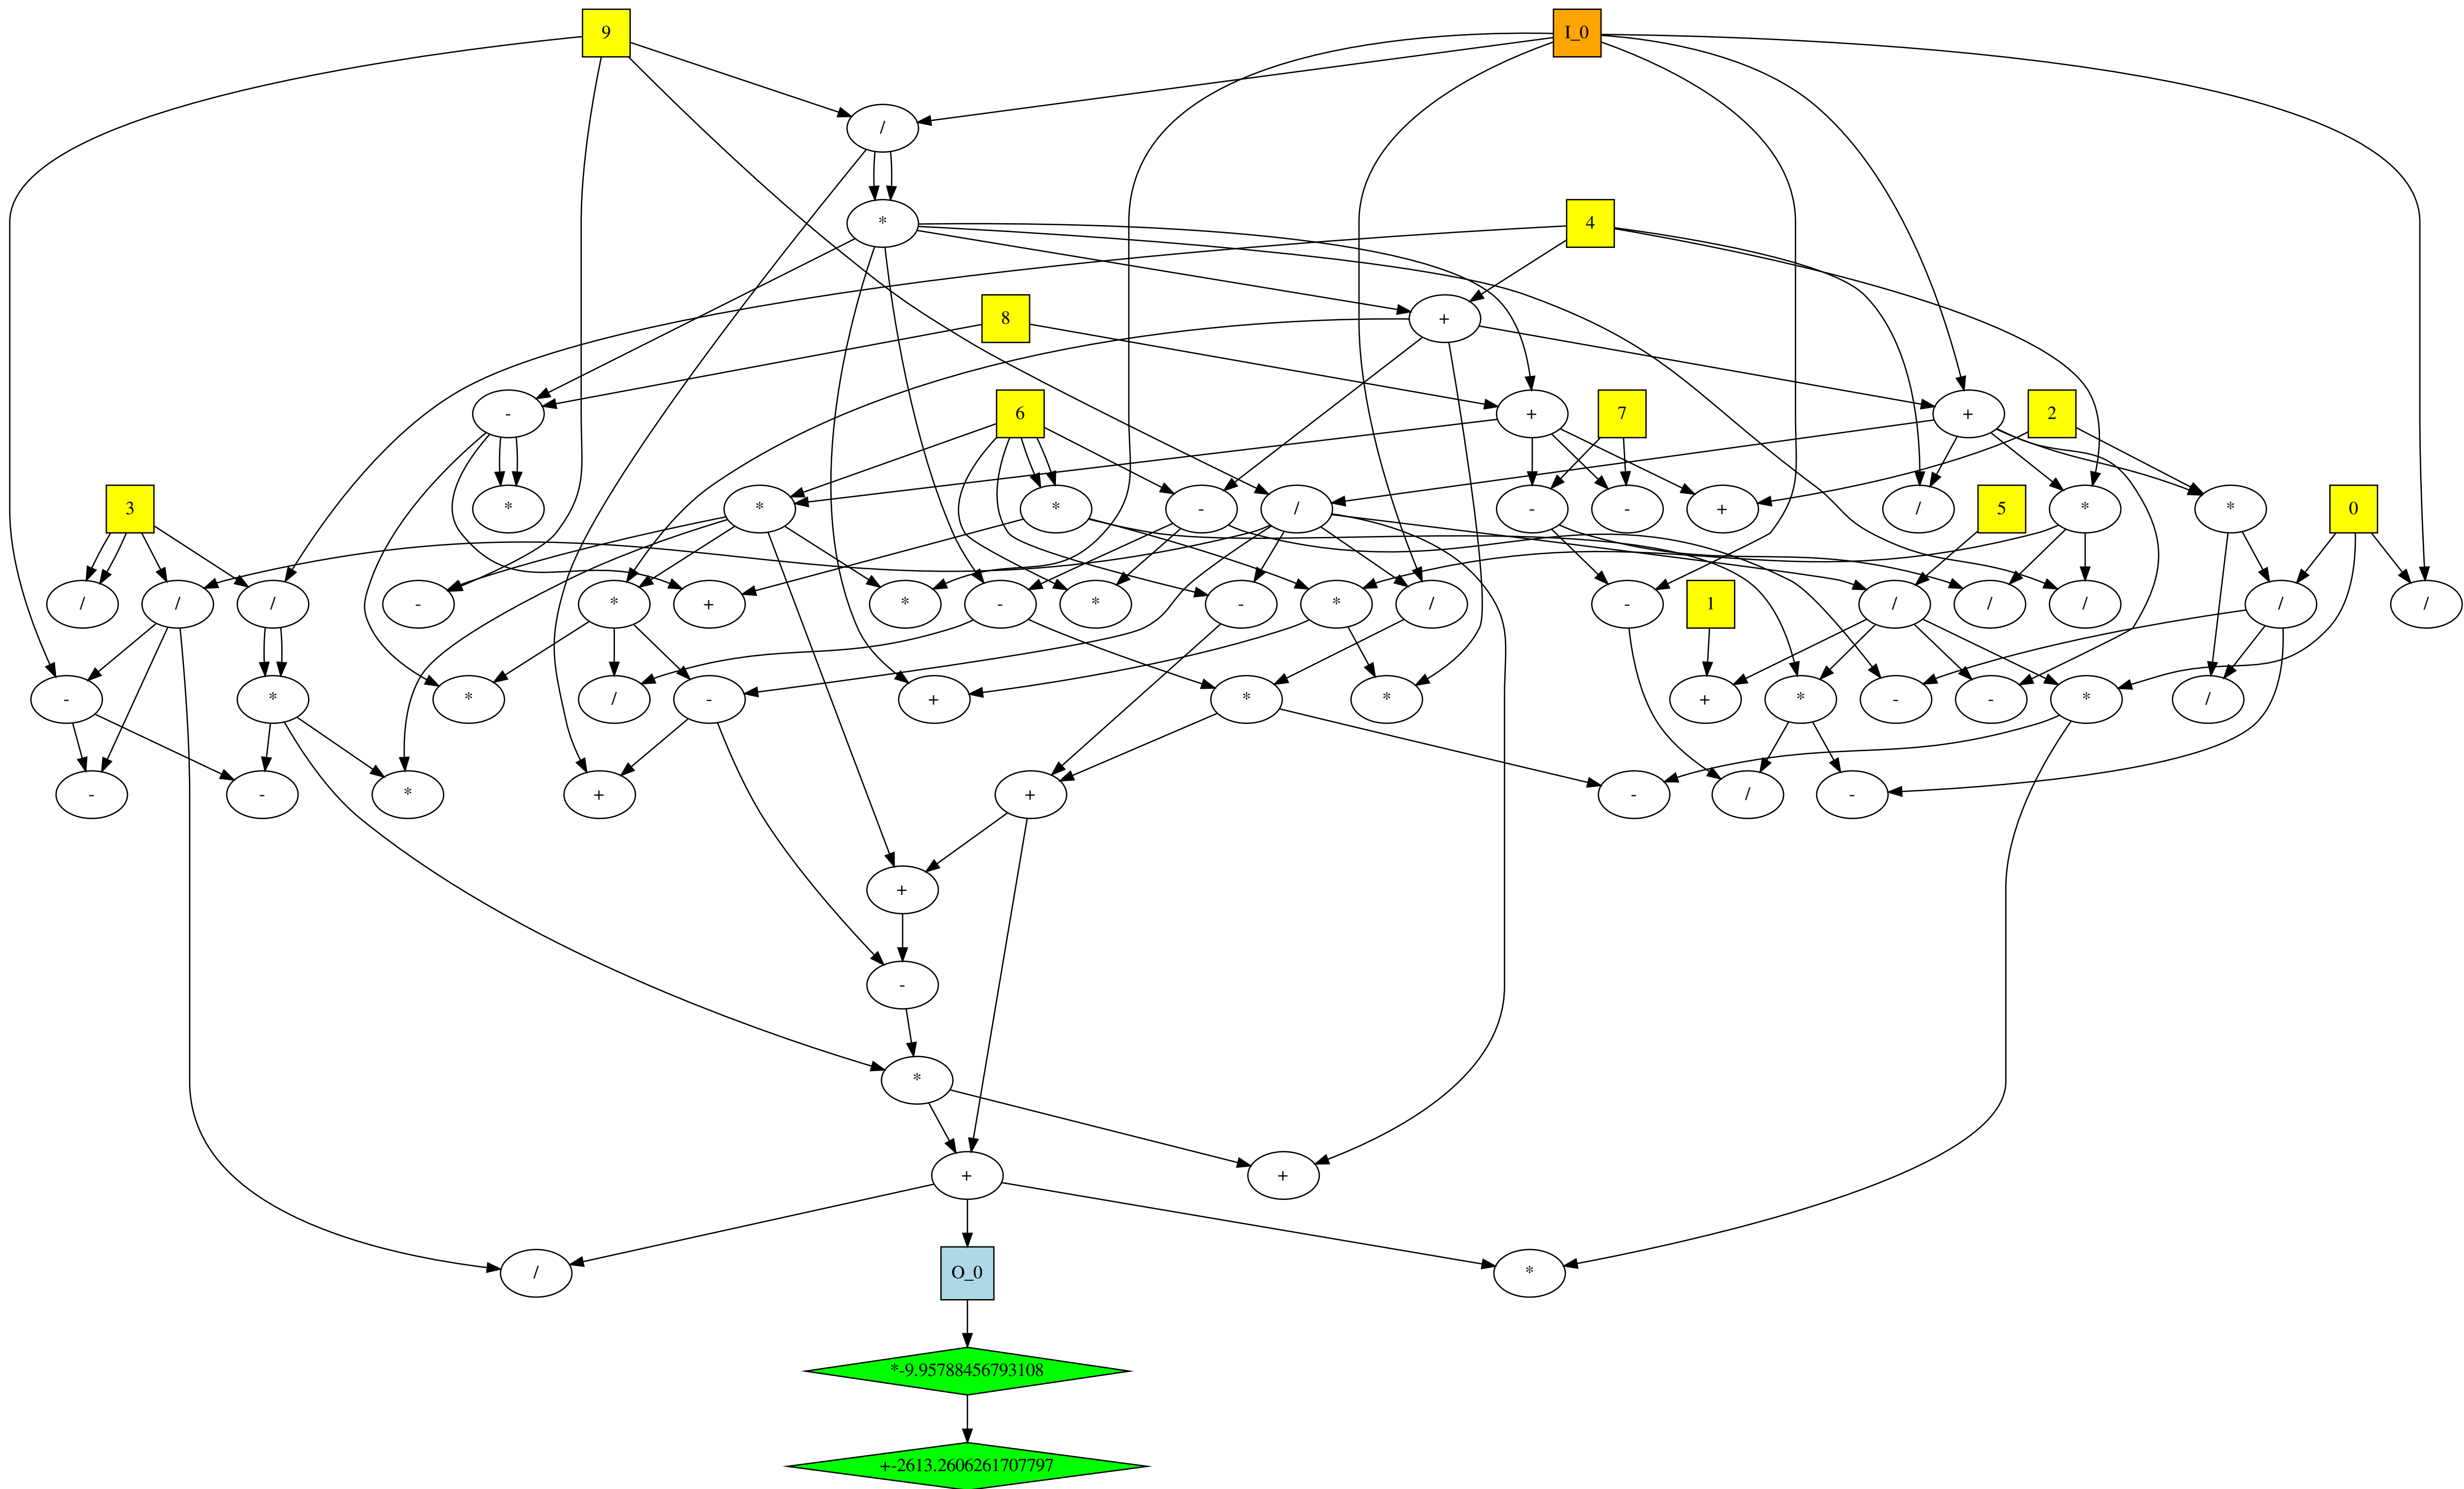 9 I_0
/
* 4
8 +
- 6 + 7 + 2
3 * * * - / - - + / 5 * * 0
/ / / - * + * - * - * / - 1 / / / / /
- * * / - + * * + * - - * /
- - * + + - / -
+
-
*
+ +
/ O_0 *
*-9.95788456793108
+-2613.2606261707797